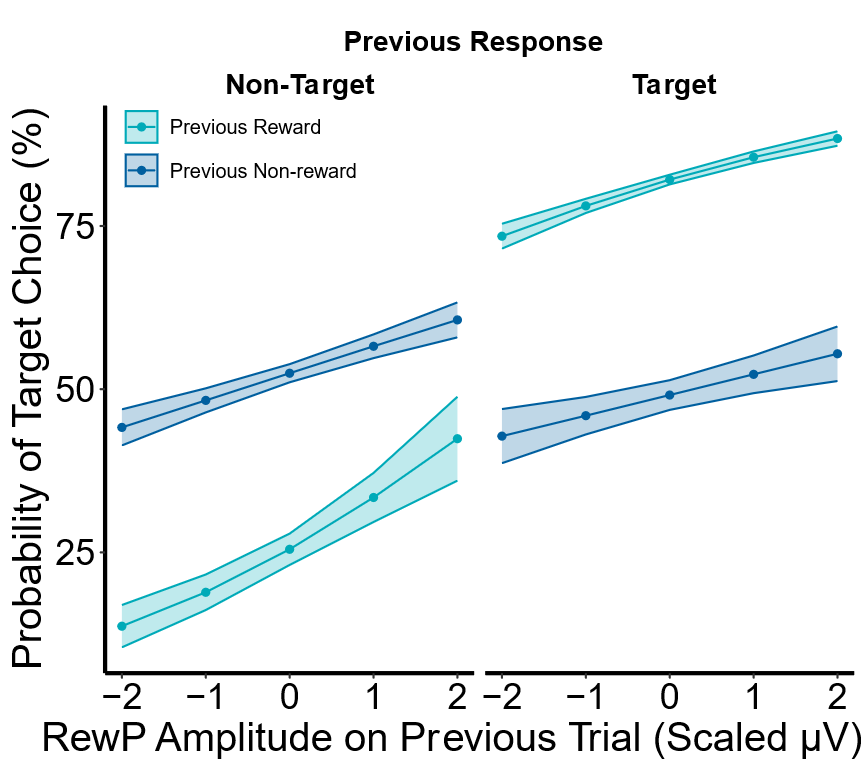 Previous Response
Non-Target
Target
Previous Reward
Previous Non-reward
Probability of Target Choice (%)
75
50
25
−2 −1 0 1 2
−2 −1 0 1 2
RewP Amplitude on Previous Trial (Scaled μV)